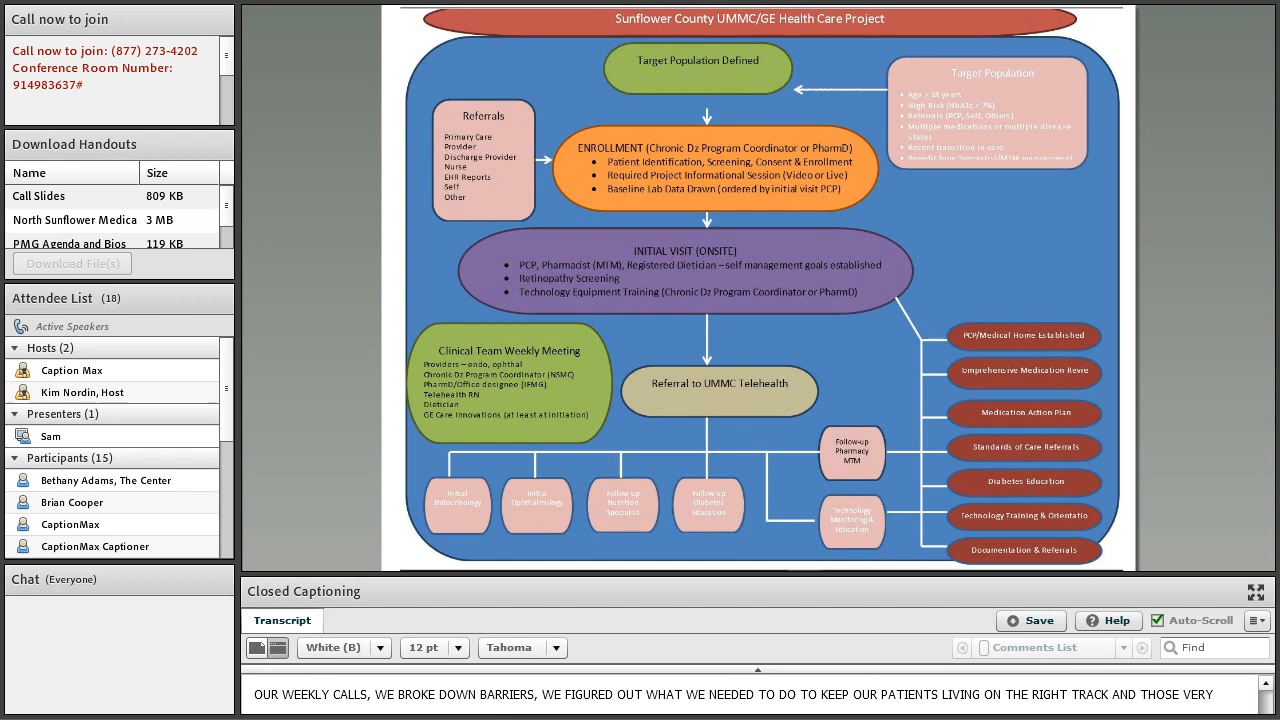 Call now to join
Call now to join: (877) 273-4202
Conference Room Number:
914983637#
Download Handouts
Name Size
Call Slides 809 KB
North Sunflower Medica 3 MB
PMG Agenda and Bios 119 KB
Download File(s)
Attendee List (18)
Active Speakers
Hosts (2)
Caption Max
Kim Nordin, Host
Presenters (1)
Sam
Participants (15)
Bethany Adams, The Center
Brian Cooper
CaptionMax
CaptionMax Captioner
Chat (Everyone)
Sunflower County UMMC/GE Health Care Project
Target Population Defined
Target Population
• Age > 18 years
• High Risk (HbA1c > 7%)
• Referrals (PCP, Self, Others)
• Multiple medications or multiple disease
states
• Recent transition in care
• Benefit from Specialist/MTM management
Referrals
Primary Care
Provider
Discharge Provider
Nurse
EHR Reports
Self
Other
ENROLLMENT (Chronic Dz Program Coordinator or PharmD)
• Patient Identification, Screening, Consent & Enrollment
• Required Project Informational Session (Video or Live)
• Baseline Lab Data Drawn (ordered by initial visit PCP)
INITIAL VISIT (ONSITE)
• PCP, Pharmacist (MTM), Registered Dietician – self management goals established
• Retinopathy Screening
• Technology Equipment Training (Chronic Dz Program Coordinator or PharmD)
Clinical Team Weekly Meeting
Providers – endo, ophthal
Chronic Dz Program Coordinator (NSMC)
PharmD/Office designee (IFMG)
Telehealth RN
Dietician
GE Care Innovations (at least at initiation)
Referral to UMMC Telehealth
Initial
Endocrinology
Initial
Ophthalmology
Follow up
Nutrition
Specialist
Follow-up
Diabetes
Education
Follow-up
Pharmacy
MTM
Technology
Monitoring &
Education
PCP/Medical Home Established
omprehensive Medication Revie
Medication Action Plan
Standards of Care Referrals
Diabetes Education
Technology Training & Orientatio
Documentation & Referrals
Closed Captioning
Transcript
Save
Help
Auto-Scroll
White (B)
12 pt
Tahoma
Comments List
Find
OUR WEEKLY CALLS, WE BROKE DOWN BARRIERS, WE FIGURED OUT WHAT WE NEEDED TO DO TO KEEP OUR PATIENTS LIVING ON THE RIGHT TRACK AND THOSE VERY